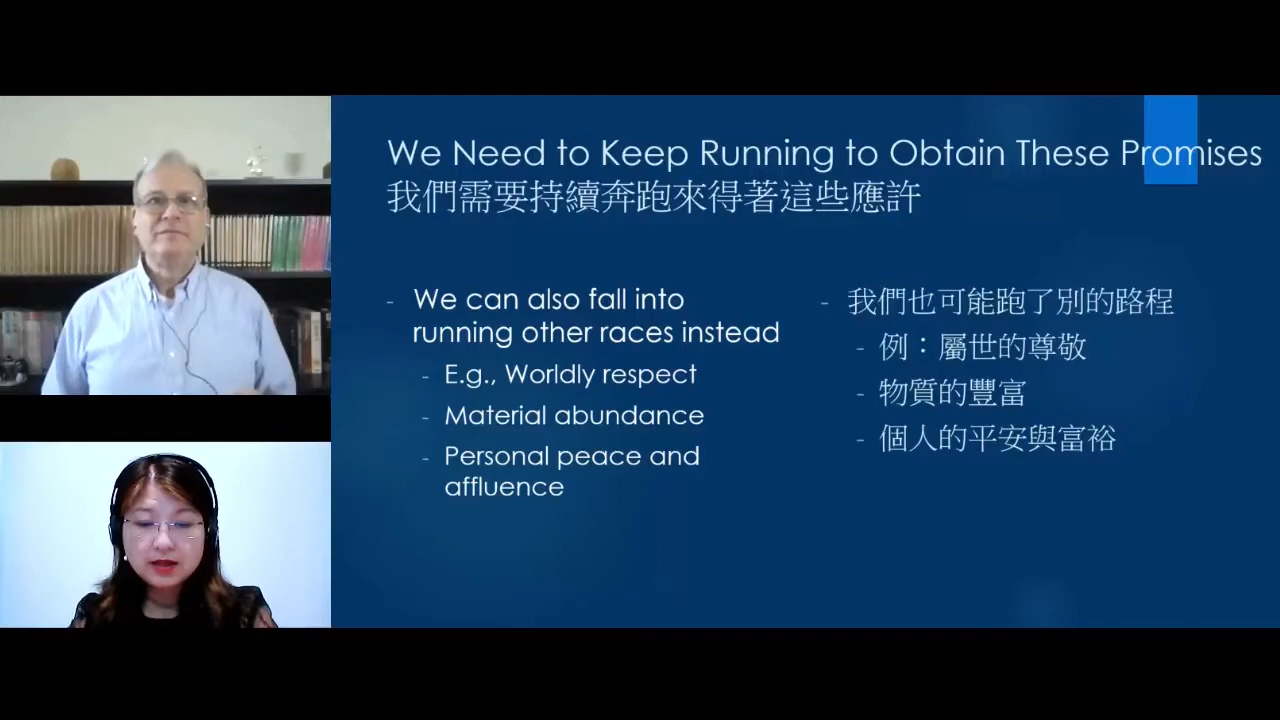 We Need to Keep Running to Obtain These Promises
我們需要持續奔跑來得著這些應許
- We can also fall into
running other races instead
- E.g., Worldly respect
- Material abundance
- Personal peace and
affluence
- 我們也可能跑了別的路程
- 例：屬世的尊敬
- 物質的豐富
- 個人的平安與富裕